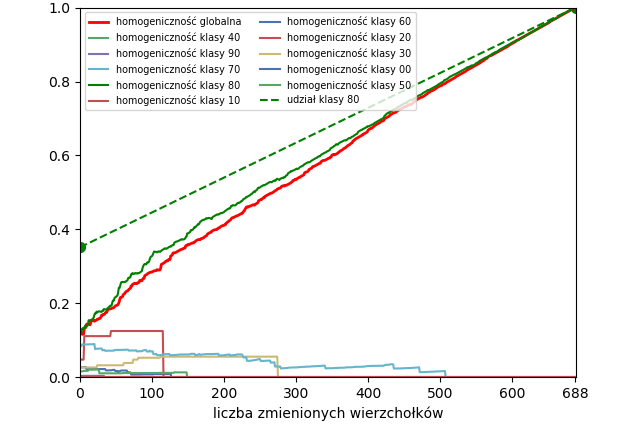 1.0
0.8
0.6
0.4
0.2
0.0
homogeniczność globalna
homogeniczność klasy 40
homogeniczność klasy 90
homogeniczność klasy 70
homogeniczność klasy 80
homogeniczność klasy 10
homogeniczność klasy 60
homogeniczność klasy 20
homogeniczność klasy 30
homogeniczność klasy 00
homogeniczność klasy 50
udział klasy 80
0 100 200 300 400 500 600 688
liczba zmienionych wierzchołków